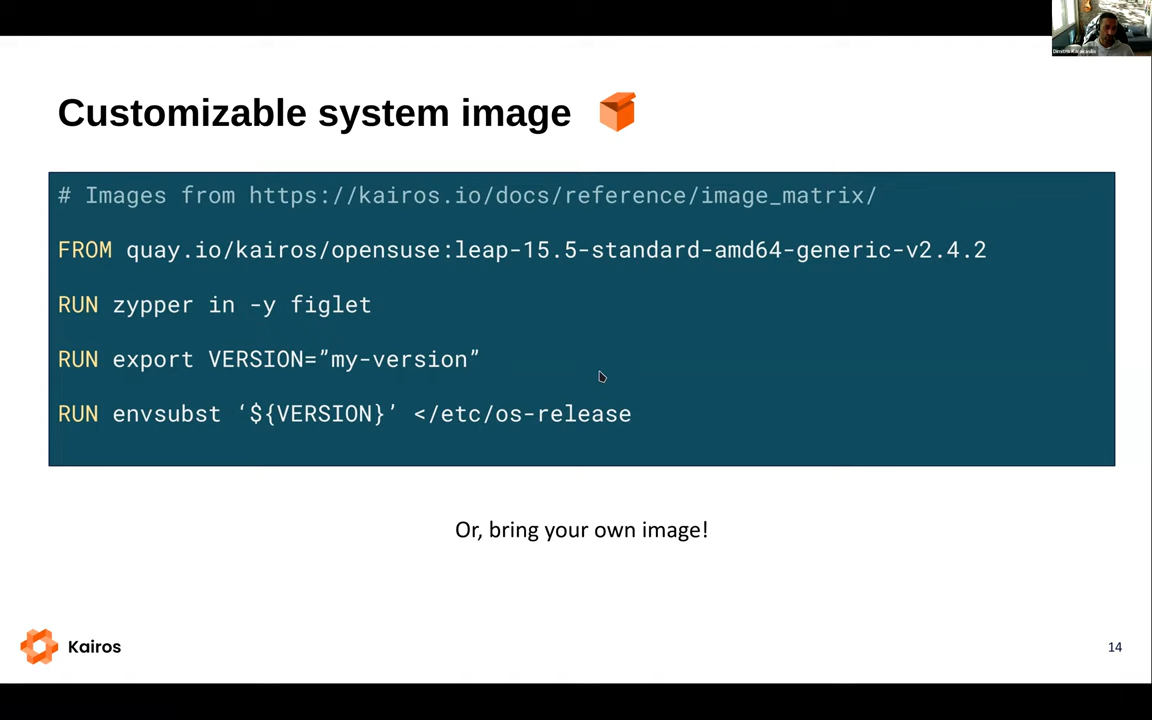 Customizable system image
# Images from https://kairos.io/docs/reference/image_matrix/
FROM quay.io/kairos/opensuse:leap-15.5-standard-amd64-generic-v2.4.2
RUN zypper in -y figlet
RUN export VERSION=”my-version”
RUN envsubst ‘${VERSION}’ </etc/os-release
Or, bring your own image!
Kairos
14